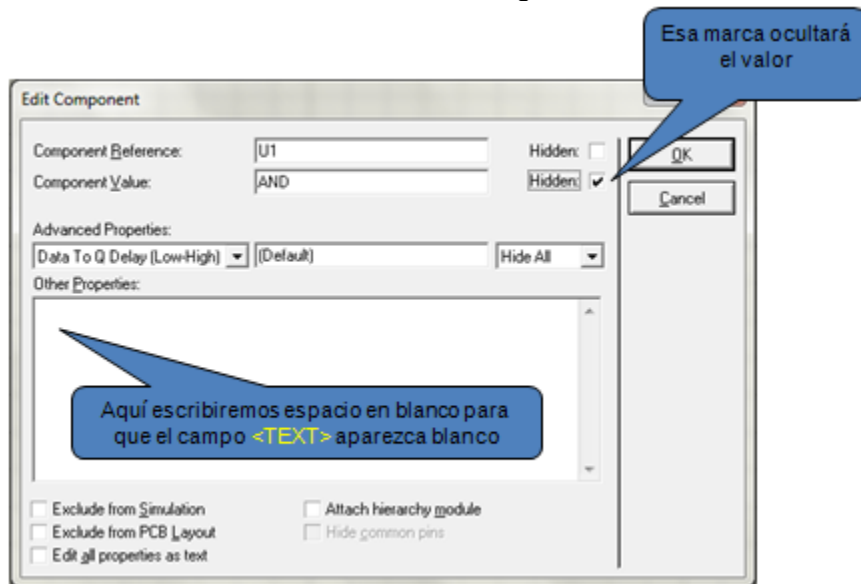 Esa marca ocultará
el valor
Edit Component
Component Reference: U1 Hidden:
Component Value: AND Hidden:
OK
Cancel
Advanced Properties:
Data To Q Delay (Low-High) (Default) Hide All
Other Properties:
Aquí escribiremos espacio en blanco para
que el campo <TEXT> aparezca blanco
Exclude from Simulation Attach hierarchy module
Exclude from PCB Layout Hide common pins
Edit all properties as text